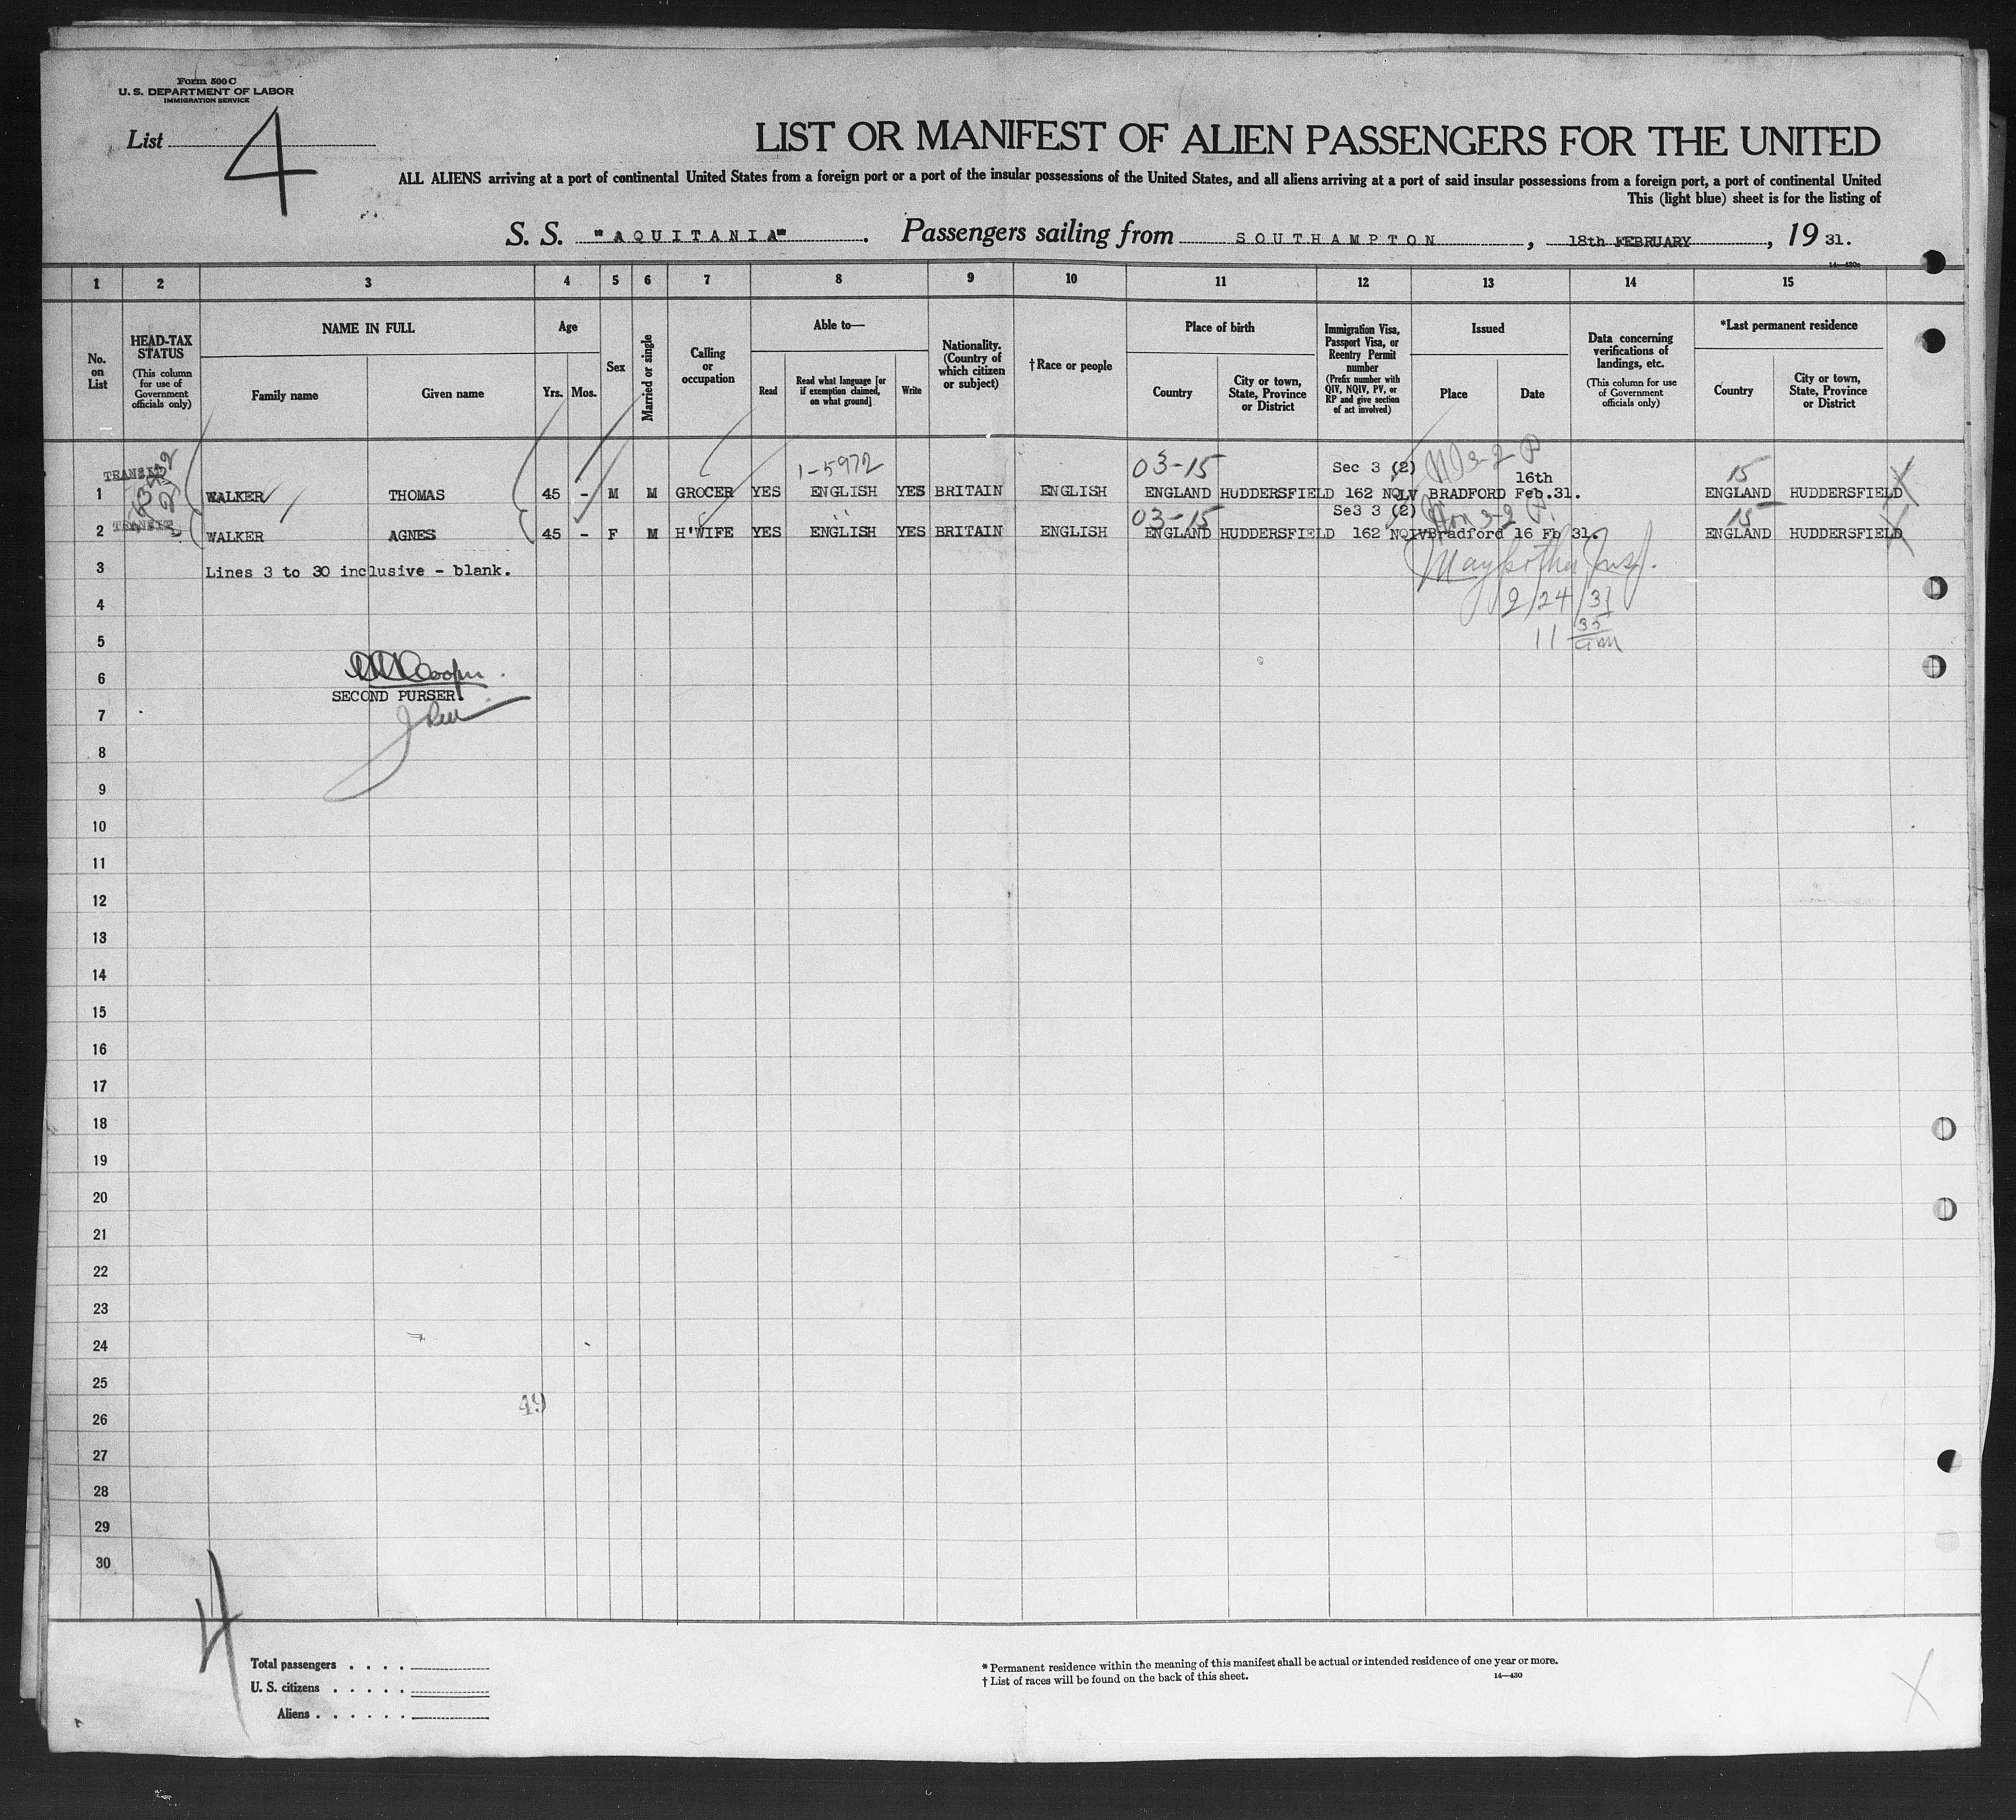 Form 500 C
U. S. DEPARTMENT OF LABOR
IMMIGRATION SERVICE
List 4
LIST OR MANIFEST OF ALIEN PASSENGERS FOR THE UNITED
ALL ALIENS arriving at a port of continental United States from a foreign port or a port of the insular possessions of the United States, and all aliens arriving at a port of said insular possessions from a foreign port, a port of continental United
This (light blue) sheet is for the listing of
S. S. "AQUITANIA". Passengers sailing from SOUTHAMPTON, 18th FEBRUARY, 19 31.
1 2 3 4 5 6 7 8 9 10 11 12 13 14 15
No. on List
HEAD-TAX STATUS
(This column for use of Government officials only)
NAME IN FULL
Family name
Given name
Age
Yrs. Mos.
Sex
Married or single
Calling or occupation
Able to—
Read
Read what language [or if exemption claimed, on what ground]
Write
Nationality. (Country of which citizen or subject)
†Race or people
Place of birth
Country
City or town, State, Province or District
Immigration Visa, Passport Visa, or Reentry Permit number
(Prefix number with QIV, NQIV, PV, or RP and give section of act involved)
Issued
Place
Date
Data concerning verifications of landings, etc.
(This column for use of Government officials only)
*Last permanent residence
Country
City or town, State, Province or District
TRANSIT 1-5972 03-15 Sec 3 (2) 16th 15
1 WALKER THOMAS 45 - M M GROCER YES ENGLISH YES BRITAIN ENGLISH ENGLAND HUDDERSFIELD 162 NQIV BRADFORD Feb.31. ENGLAND HUDDERSFIELD
TRANSIT 03-15 Se3 3 (2) 15
2 WALKER AGNES 45 - F M H'WIFE YES ENGLISH YES BRITAIN ENGLISH ENGLAND HUDDERSFIELD 162 NQIV Bradford 16 Fb 31. ENGLAND HUDDERSFIELD
3 Lines 3 to 30 inclusive - blank.
4 2/24/31
5 11 35 am
6
SECOND PURSER.
7
8
9
10
11
12
13
14
15
16
17
18
19
20
21
22
23
24
25
49
26
27
28
29
30
4
Total passengers . . . .
U. S. citizens . . . . .
Aliens . . . . . .
* Permanent residence within the meaning of this manifest shall be actual or intended residence of one year or more.
† List of races will be found on the back of this sheet.
14—430